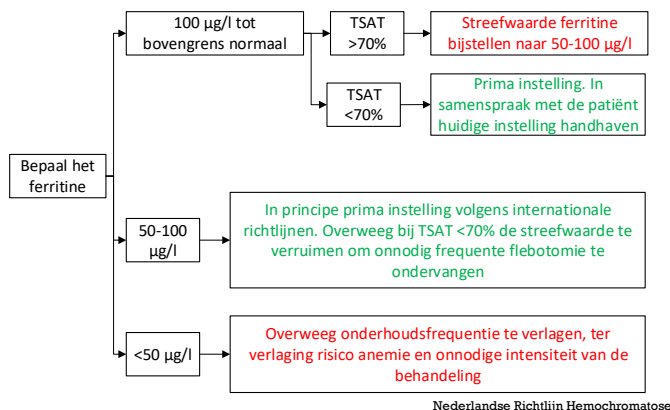 100 µg/l tot
bovengrens normaal
TSAT
>70%
Streefwaarde ferritine
bijstellen naar 50-100 µg/l
TSAT
<70%
Prima instelling. In
samenspraak met de patiënt
huidige instelling handhaven
Bepaal het
ferritine
50-100
µg/l
In principe prima instelling volgens internationale
richtlijnen. Overweeg bij TSAT <70% de streefwaarde te
verruimen om onnodig frequente flebotomie te
ondervangen
<50 µg/l
Overweeg onderhoudsfrequentie te verlagen, ter
verlaging risico anemie en onnodige intensiteit van de
behandeling
Nederlandse Richtlijn Hemochromatose